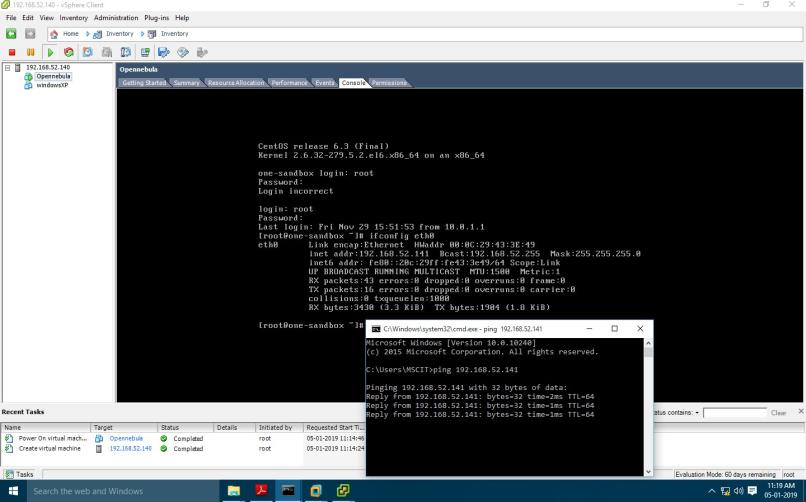 192.168.52.140 - vSphere Client
File Edit View Inventory Administration Plug-ins Help
Home Inventory Inventory
192.168.52.140
Opennebula
windowsXP
Opennebula
Getting Started Summary Resource Allocation Performance Events Console Permissions
CentOS release 6.3 (Final)
Kernel 2.6.32-279.5.2.el6.x86_64 on an x86_64
one-sandbox login: root
Password:
Login incorrect
login: root
Password:
Last login: Fri Nov 29 15:51:53 from 10.0.1.1
[root@one-sandbox ~]# ifconfig eth0
eth0 Link encap:Ethernet HWaddr 00:0C:29:43:3E:49
inet addr:192.168.52.141 Bcast:192.168.52.255 Mask:255.255.255.0
inet6 addr: fe80::20c:29ff:fe43:3e49/64 Scope:Link
UP BROADCAST RUNNING MULTICAST MTU:1500 Metric:1
RX packets:43 errors:0 dropped:0 overruns:0 frame:0
TX packets:16 errors:0 dropped:0 overruns:0 carrier:0
collisions:0 txqueuelen:1000
RX bytes:3430 (3.3 KiB) TX bytes:1904 (1.8 KiB)
[root@one-sandbox ~]#
C:\Windows\system32\cmd.exe - ping 192.168.52.141
Microsoft Windows [Version 10.0.10240]
(c) 2015 Microsoft Corporation. All rights reserved.
C:\Users\MSCIT>ping 192.168.52.141
Pinging 192.168.52.141 with 32 bytes of data:
Reply from 192.168.52.141: bytes=32 time=2ms TTL=64
Reply from 192.168.52.141: bytes=32 time=1ms TTL=64
Reply from 192.168.52.141: bytes=32 time=1ms TTL=64
Recent Tasks
contains: Clear
Name Target Status Details Initiated by Requested Start Ti...
Power On virtual mach... Opennebula Completed root 05-01-2019 11:14:46
Create virtual machine 192.168.52.140 Completed root 05-01-2019 11:14:24
Tasks Evaluation Mode: 60 days remaining root
Search the web and Windows
11:19 AM
05-01-2019